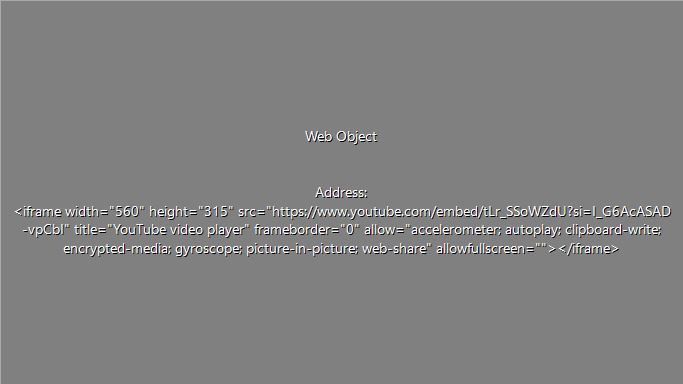 Web Object
Address:
<iframe width="560" height="315" src="https://www.youtube.com/embed/tLr_SSoWZdU?si=I_G6AcASAD
-vpCbI" title="YouTube video player" frameborder="0" allow="accelerometer; autoplay; clipboard-write;
encrypted-media; gyroscope; picture-in-picture; web-share" allowfullscreen=""></iframe>